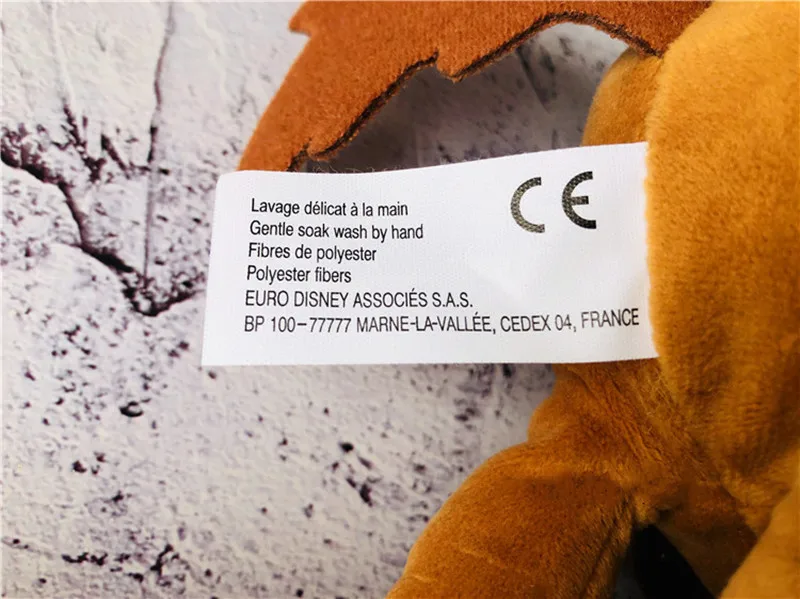 Lavage délicat à la main
Gentle soak wash by hand
Fibres de polyester
Polyester fibers
EURO DISNEY ASSOCIÉS S.A.S.
BP 100–77777 MARNE-LA-VALLÉE, CEDEX 04, FRANCE
CE